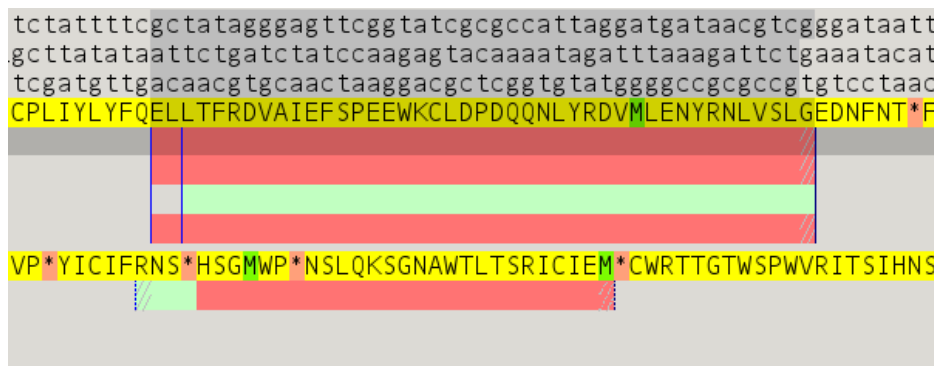 tctattttcgctatagggagttcggtatcgcgccattaggatgataacgtcgggataatt
gcttatataattctgatctatccaagagtacaaaatagatttaaagattctgaaatacat
tcgatgttgacaacgtgcaactaaggacgctcggtgtatggggccgcgccgtgtcctaac
CPLIYLYFQELLTFRDVAIEFSPEEWKCLDPDQQNLYRDVMLENYRNLVSLGEDNFNT*F
VP*YICIFRNS*HSGMWP*NSLQKSGNAWTLTSRICIEM*CWRTTGTWSPWVRITSIHNS